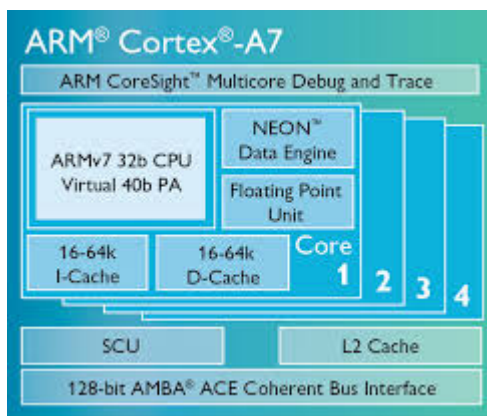 ARM® Cortex®-A7
ARM CoreSight™ Multicore Debug and Trace
ARMv7 32b CPU
Virtual 40b PA
NEON™
Data Engine
Floating Point
Unit
16-64k
I-Cache
16-64k
D-Cache
Core
1
2
3
4
SCU
L2 Cache
128-bit AMBA® ACE Coherent Bus Interface